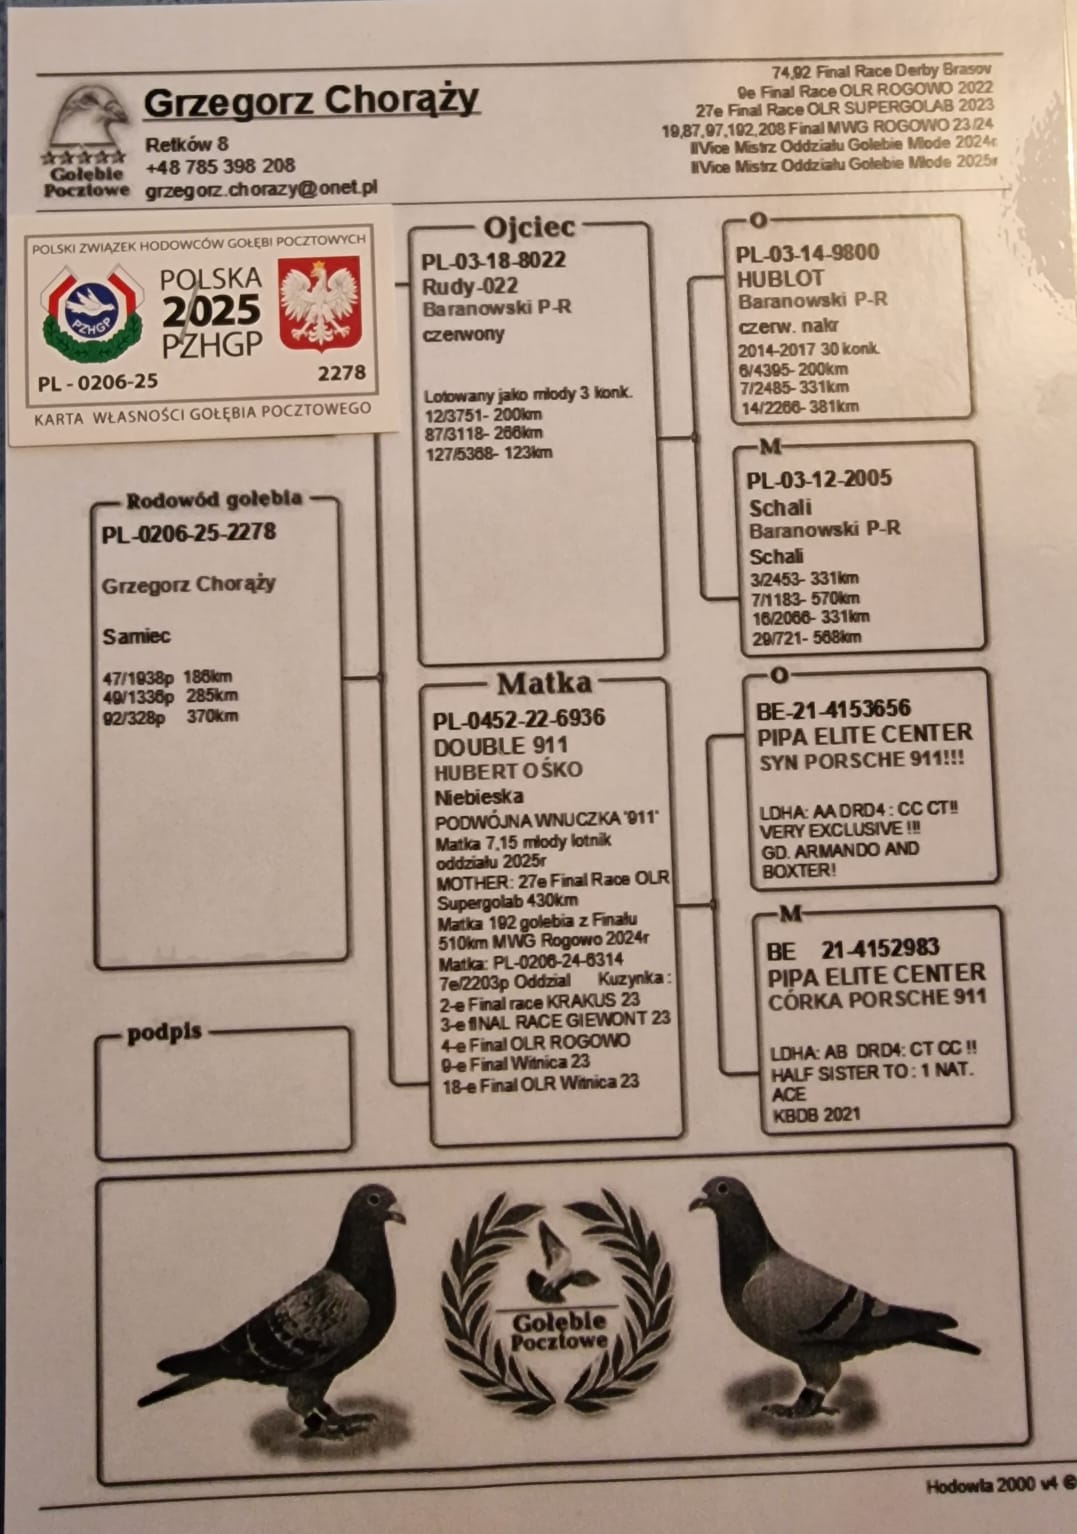 Grzegorz Chorąży
Retków 8
+48 785 398 208
grzegorz.chorazy@onet.pl
Gołębie
Pocztowe
74,92 Final Race Derby Brasov
9e Final Race OLR ROGOWO 2022
27e Final Race OLR SUPERGOLAB 2023
19,87,97,192,208 Final MWG ROGOWO 23/24
IIVice Mistrz Oddziału Gołebie Młode 2024r
IIVice Mistrz Oddziału Gołebie Młode 2025r
POLSKI ZWIĄZEK HODOWCÓW GOŁĘBI POCZTOWYCH
PZHGP
POLSKA
2025
PZHGP
PL - 0206-25
2278
KARTA WŁASNOŚCI GOŁĘBIA POCZTOWEGO
Rodowód gołębia
PL-0206-25-2278
Grzegorz Chorąży
Samiec
47/1938p 186km
49/1336p 285km
92/328p 370km
podpis
Ojciec
PL-03-18-8022
Rudy-022
Baranowski P-R
czerwony
Lotowany jako młody 3 konk.
12/3751- 200km
87/3118- 266km
127/5368- 123km
Matka
PL-0452-22-6936
DOUBLE 911
HUBERT OŚKO
Niebieska
PODWÓJNA WNUCZKA "911"
Matka 7,15 młody lotnik
oddziału 2025r
MOTHER: 27e Final Race OLR
Supergolab 430km
Matka 192 golebia z Finału
510km MWG Rogowo 2024r
Matka: PL-0206-24-6314
7e/2203p Oddzial Kuzynka :
2-e Final race KRAKUS 23
3-e fINAL RACE GIEWONT 23
4-e Final OLR ROGOWO
9-e Final Witnica 23
18-e Final OLR Witnica 23
O
PL-03-14-9800
HUBLOT
Baranowski P-R
czerw. nakr
2014-2017 30 konk.
6/4395- 200km
7/2485- 331km
14/2266- 381km
M
PL-03-12-2005
Schali
Baranowski P-R
Schali
3/2453- 331km
7/1183- 570km
16/2066- 331km
29/721- 568km
O
BE-21-4153656
PIPA ELITE CENTER
SYN PORSCHE 911!!!
LDHA: AA DRD4 : CC CT!!
VERY EXCLUSIVE !!!
GD. ARMANDO AND
BOXTER!
M
BE 21-4152983
PIPA ELITE CENTER
CÓRKA PORSCHE 911
LDHA: AB DRD4: CT CC !!
HALF SISTER TO : 1 NAT.
ACE
KBDB 2021
Gołębie
Pocztowe
Hodowla 2000 v4 ©